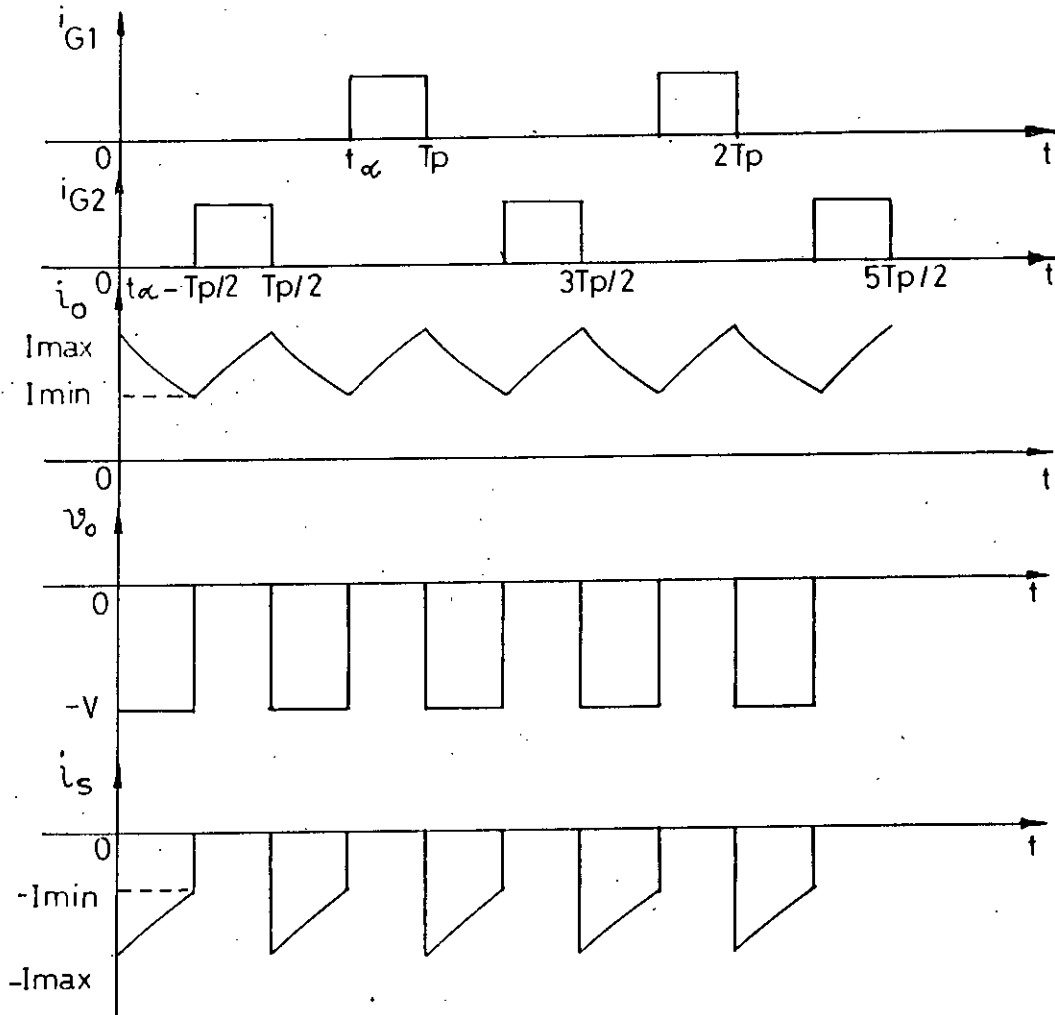 iG1
0 tα Tp 2Tp t
iG2
0 tα-Tp/2 Tp/2 3Tp/2 5Tp/2 t
io
Imax
Imin
0 t
vo
0 t
-V
is
0 t
-Imin
-Imax